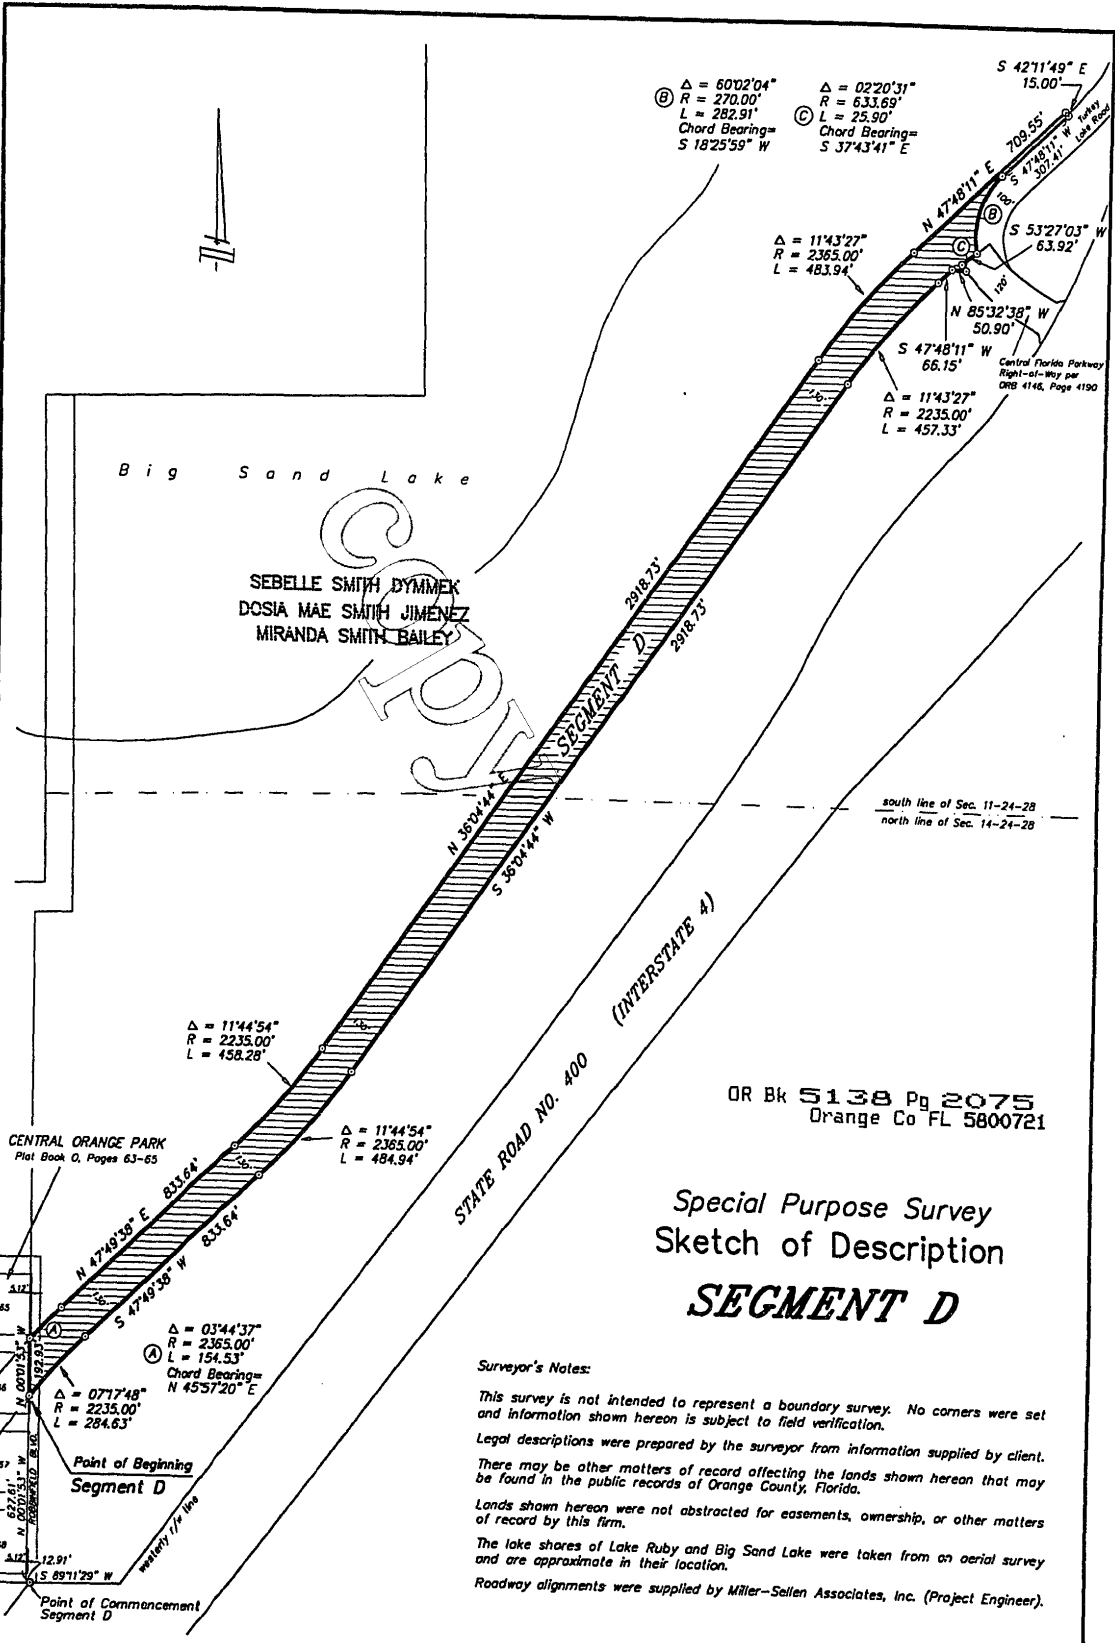 S 42°11'49" E
15.00'
Δ = 60°02'04"
Ⓑ R = 270.00'
L = 282.91'
Chord Bearing=
S 18°25'59" W
Δ = 02°20'31"
R = 633.69'
Ⓒ L = 25.90'
Chord Bearing=
S 37°43'41" E
709.55'
Turkey
Lake Road
N 47°48'11" E
S 47°48'11" W
307.41'
100'
Ⓑ
S 53°27'03" W
63.92'
Ⓒ
Δ = 11°43'27"
R = 2365.00'
L = 483.94'
120'
N 85°32'38" W
50.90'
S 47°48'11" W
66.15'
Central Florida Parkway
Right-of-Way per
ORB 4146, Page 4190
130'
Δ = 11°43'27"
R = 2235.00'
L = 457.33'
Big Sand Lake
copy
SEBELLE SMITH DYMMEK
DOSIA MAE SMITH JIMENEZ
MIRANDA SMITH BAILEY
2918.73'
2918.73'
SEGMENT D
N 36°04'44" E
S 36°04'44" W
south line of Sec. 11-24-28
north line of Sec. 14-24-28
STATE ROAD NO. 400 (INTERSTATE 4)
Δ = 11°44'54"
R = 2235.00'
L = 458.28'
130'
OR Bk 5138 Pg 2075
Orange Co FL 5800721
CENTRAL ORANGE PARK
Plat Book O, Pages 63-65
Δ = 11°44'54"
R = 2365.00'
L = 484.94'
130'
N 47°49'38" E 833.64'
S 47°49'38" W 833.64'
130'
Special Purpose Survey
Sketch of Description
SEGMENT D
5.12'
Ⓐ
N 00°01'53" W
192.93'
Δ = 03°44'37"
R = 2365.00'
Ⓐ L = 154.53'
Chord Bearing=
N 45°57'20" E
Δ = 07°17'48"
R = 2235.00'
L = 284.63'
Point of Beginning
Segment D
627.61'
N 00°01'53" W
westerly r/w line
5.12'
12.91'
S 89°11'29" W
Point of Commencement
Segment D
Surveyor's Notes:
This survey is not intended to represent a boundary survey. No corners were set
and information shown hereon is subject to field verification.
Legal descriptions were prepared by the surveyor from information supplied by client.
There may be other matters of record affecting the lands shown hereon that may
be found in the public records of Orange County, Florida.
Lands shown hereon were not abstracted for easements, ownership, or other matters
of record by this firm.
The lake shores of Lake Ruby and Big Sand Lake were taken from an aerial survey
and are approximate in their location.
Roadway alignments were supplied by Miller-Sellen Associates, Inc. (Project Engineer).